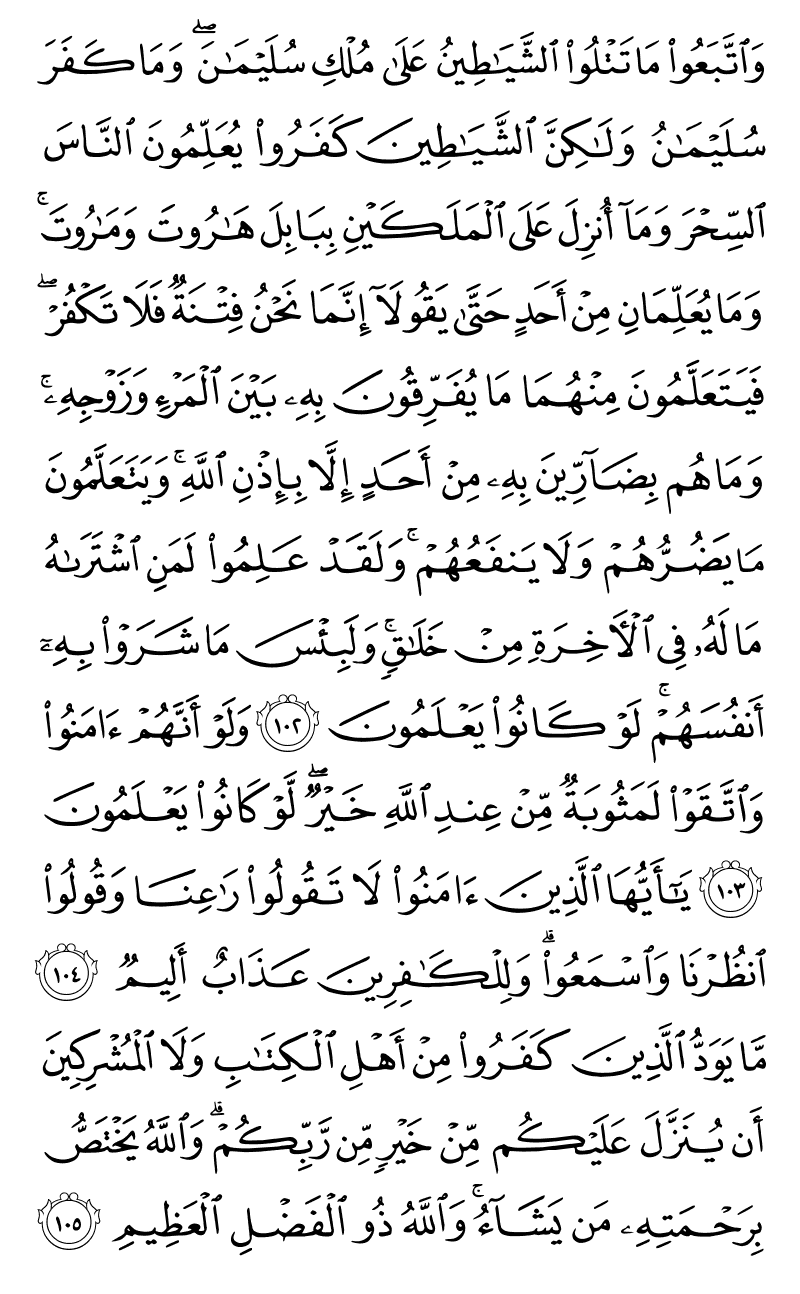 وَٱتَّبَعُوا۟ مَا تَتْلُوا۟ ٱلشَّيَـٰطِينُ عَلَىٰ مُلْكِ سُلَيْمَـٰنَ ۖ وَمَا كَفَرَ
سُلَيْمَـٰنُ وَلَـٰكِنَّ ٱلشَّيَـٰطِينَ كَفَرُوا۟ يُعَلِّمُونَ ٱلنَّاسَ
ٱلسِّحْرَ وَمَآ أُنزِلَ عَلَى ٱلْمَلَكَيْنِ بِبَابِلَ هَـٰرُوتَ وَمَـٰرُوتَ ۚ
وَمَا يُعَلِّمَانِ مِنْ أَحَدٍ حَتَّىٰ يَقُولَآ إِنَّمَا نَحْنُ فِتْنَةٌ فَلَا تَكْفُرْ ۖ
فَيَتَعَلَّمُونَ مِنْهُمَا مَا يُفَرِّقُونَ بِهِۦ بَيْنَ ٱلْمَرْءِ وَزَوْجِهِۦ ۚ
وَمَا هُم بِضَآرِّينَ بِهِۦ مِنْ أَحَدٍ إِلَّا بِإِذْنِ ٱللَّهِ ۚ وَيَتَعَلَّمُونَ
مَا يَضُرُّهُمْ وَلَا يَنفَعُهُمْ ۚ وَلَقَدْ عَلِمُوا۟ لَمَنِ ٱشْتَرَىٰهُ
مَا لَهُۥ فِى ٱلْـَٔاخِرَةِ مِنْ خَلَـٰقٍ ۚ وَلَبِئْسَ مَا شَرَوْا۟ بِهِۦٓ
أَنفُسَهُمْ ۚ لَوْ كَانُوا۟ يَعْلَمُونَ ١٠٢ وَلَوْ أَنَّهُمْ ءَامَنُوا۟
وَٱتَّقَوْا۟ لَمَثُوبَةٌ مِّنْ عِندِ ٱللَّهِ خَيْرٌ ۖ لَّوْ كَانُوا۟ يَعْلَمُونَ
١٠٣ يَـٰٓأَيُّهَا ٱلَّذِينَ ءَامَنُوا۟ لَا تَقُولُوا۟ رَٰعِنَا وَقُولُوا۟
ٱنظُرْنَا وَٱسْمَعُوا۟ ۗ وَلِلْكَـٰفِرِينَ عَذَابٌ أَلِيمٌ ١٠٤
مَّا يَوَدُّ ٱلَّذِينَ كَفَرُوا۟ مِنْ أَهْلِ ٱلْكِتَـٰبِ وَلَا ٱلْمُشْرِكِينَ
أَن يُنَزَّلَ عَلَيْكُم مِّنْ خَيْرٍ مِّن رَّبِّكُمْ ۗ وَٱللَّهُ يَخْتَصُّ
بِرَحْمَتِهِۦ مَن يَشَآءُ ۚ وَٱللَّهُ ذُو ٱلْفَضْلِ ٱلْعَظِيمِ ١٠٥